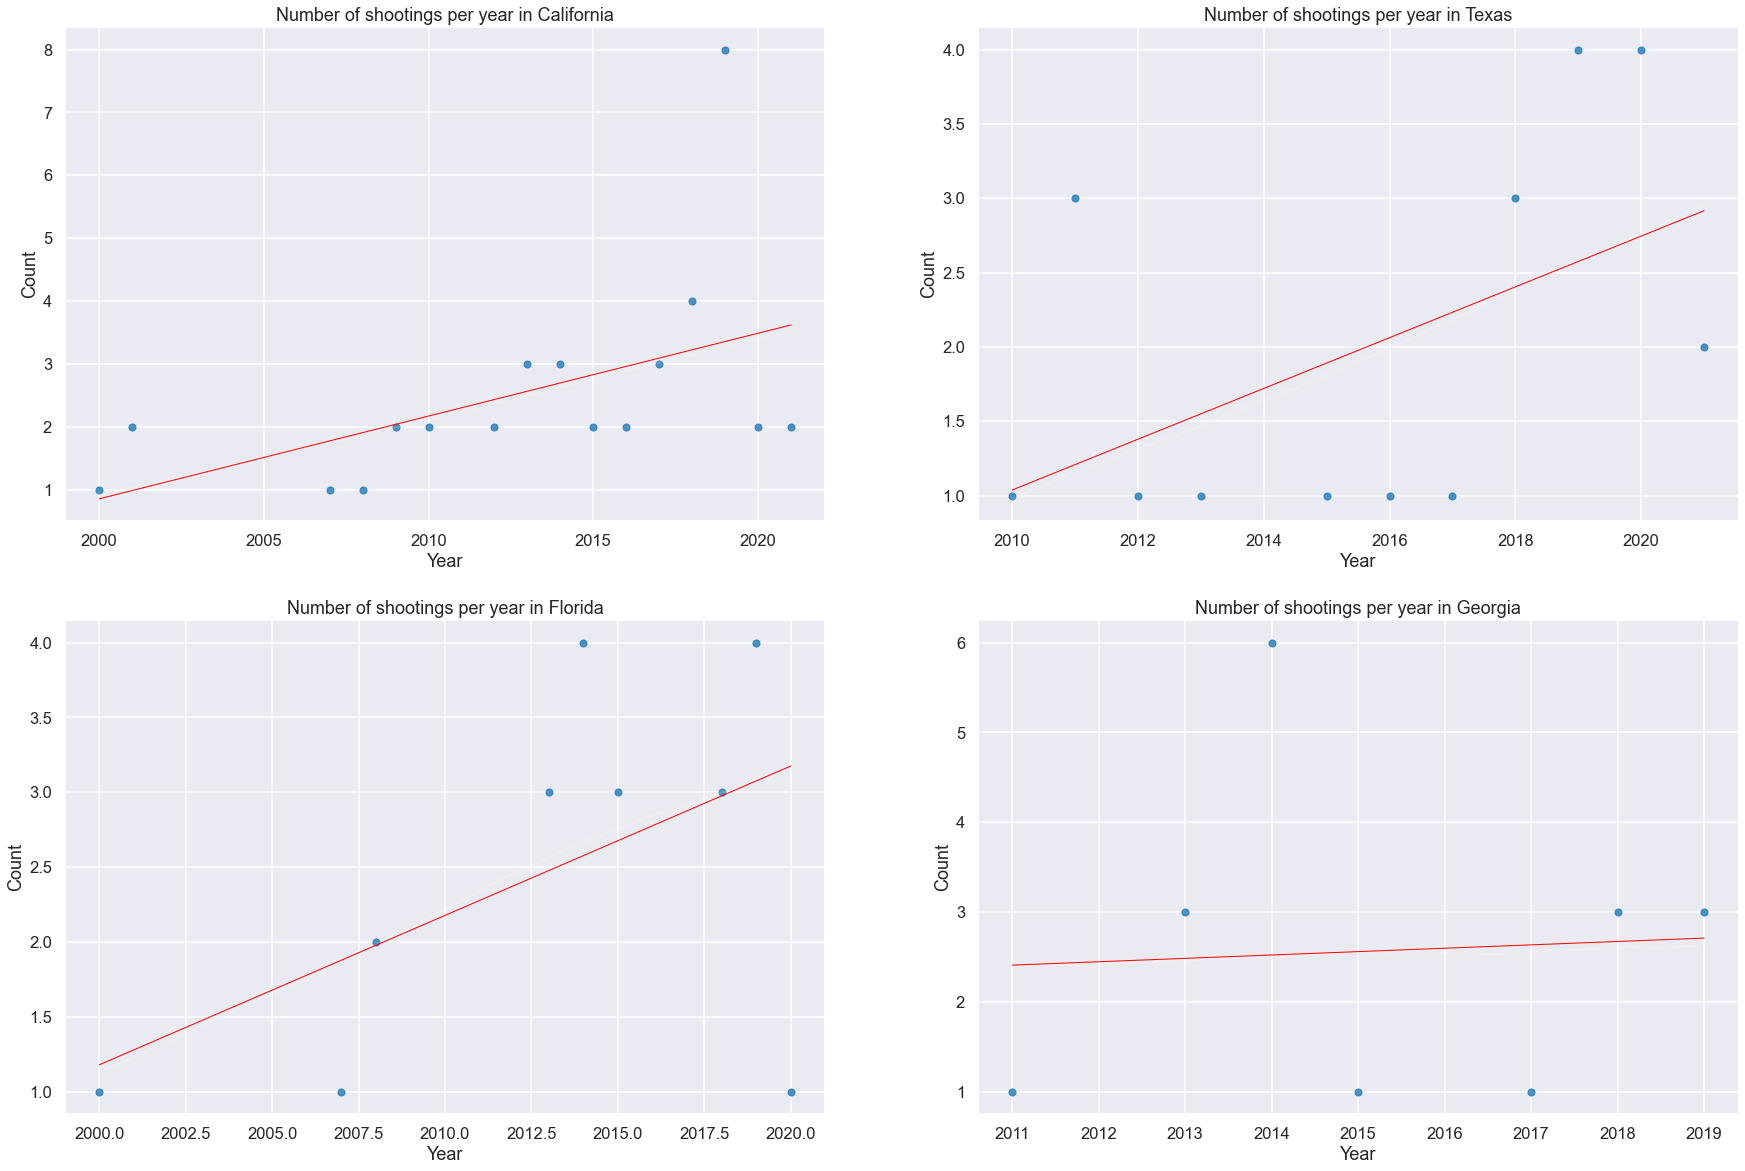 Number of shootings per year in California
8
7
6
5
4
3
2
1
Count
2000 2005 2010 2015 2020
Year
Number of shootings per year in Texas
4.0
3.5
3.0
2.5
2.0
1.5
1.0
Count
2010 2012 2014 2016 2018 2020
Year
Number of shootings per year in Florida
4.0
3.5
3.0
2.5
2.0
1.5
1.0
Count
2000.0 2002.5 2005.0 2007.5 2010.0 2012.5 2015.0 2017.5 2020.0
Year
Number of shootings per year in Georgia
6
5
4
3
2
1
Count
2011 2012 2013 2014 2015 2016 2017 2018 2019
Year